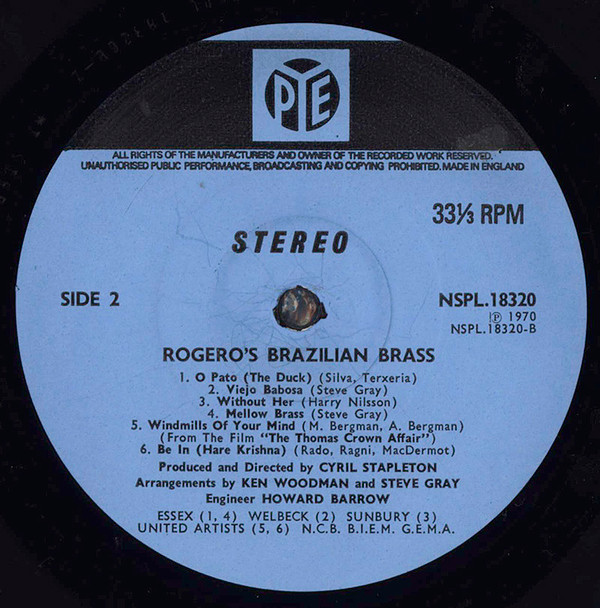 PYE
ALL RIGHTS OF THE MANUFACTURERS AND OWNER OF THE RECORDED WORK RESERVED.
UNAUTHORISED PUBLIC PERFORMANCE, BROADCASTING AND COPYING PROHIBITED. MADE IN ENGLAND
33⅓ RPM
STEREO
SIDE 2
NSPL.18320
℗ 1970
NSPL.18320-B
ROGERO'S BRAZILIAN BRASS
1. O Pato (The Duck) (Silva, Terxeria)
2. Viejo Babosa (Steve Gray)
3. Without Her (Harry Nilsson)
4. Mellow Brass (Steve Gray)
5. Windmills Of Your Mind (M. Bergman, A. Bergman)
(From The Film "The Thomas Crown Affair")
6. Be In (Hare Krishna) (Rado, Ragni, MacDermot)
Produced and Directed by CYRIL STAPLETON
Arrangements by KEN WOODMAN and STEVE GRAY
Engineer HOWARD BARROW
ESSEX (1, 4) WELBECK (2) SUNBURY (3)
UNITED ARTISTS (5, 6) N.C.B. B.I.E.M. G.E.M.A.